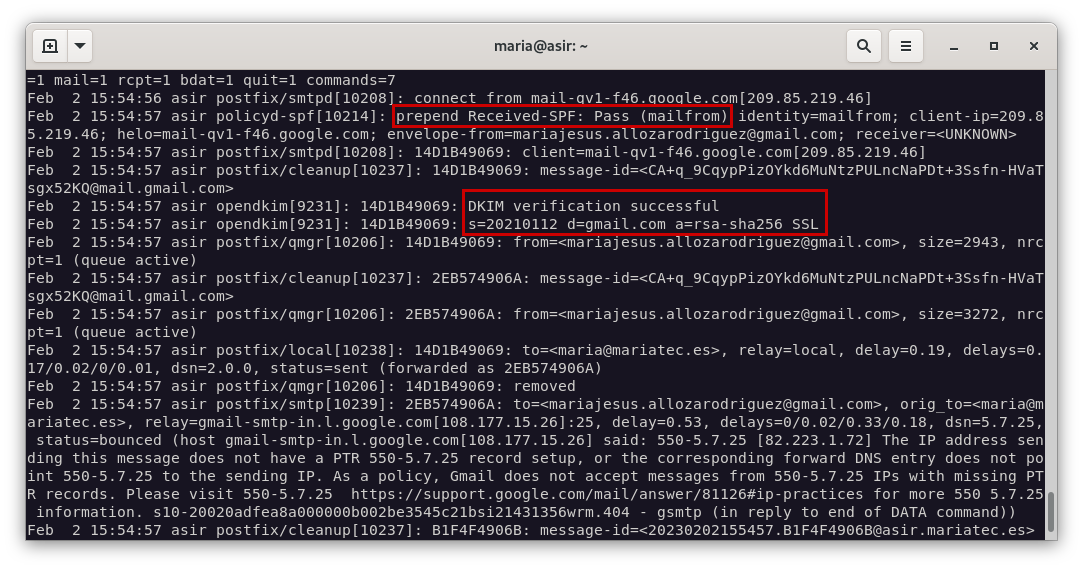 maria@asir: ~
=1 mail=1 rcpt=1 bdat=1 quit=1 commands=7
Feb  2 15:54:56 asir postfix/smtpd[10208]: connect from mail-qv1-f46.google.com[209.85.219.46]
Feb  2 15:54:57 asir policyd-spf[10214]: prepend Received-SPF: Pass (mailfrom) identity=mailfrom; client-ip=209.8
5.219.46; helo=mail-qv1-f46.google.com; envelope-from=mariajesus.allozarodriguez@gmail.com; receiver=<UNKNOWN>
Feb  2 15:54:57 asir postfix/smtpd[10208]: 14D1B49069: client=mail-qv1-f46.google.com[209.85.219.46]
Feb  2 15:54:57 asir postfix/cleanup[10237]: 14D1B49069: message-id=<CA+q_9CqypPizOYkd6MuNtzPULncNaPDt+3Ssfn-HVaT
sgx52KQ@mail.gmail.com>
Feb  2 15:54:57 asir opendkim[9231]: 14D1B49069: DKIM verification successful
Feb  2 15:54:57 asir opendkim[9231]: 14D1B49069: s=20210112 d=gmail.com a=rsa-sha256 SSL
Feb  2 15:54:57 asir postfix/qmgr[10206]: 14D1B49069: from=<mariajesus.allozarodriguez@gmail.com>, size=2943, nrc
pt=1 (queue active)
Feb  2 15:54:57 asir postfix/cleanup[10237]: 2EB574906A: message-id=<CA+q_9CqypPizOYkd6MuNtzPULncNaPDt+3Ssfn-HVaT
sgx52KQ@mail.gmail.com>
Feb  2 15:54:57 asir postfix/qmgr[10206]: 2EB574906A: from=<mariajesus.allozarodriguez@gmail.com>, size=3272, nrc
pt=1 (queue active)
Feb  2 15:54:57 asir postfix/local[10238]: 14D1B49069: to=<maria@mariatec.es>, relay=local, delay=0.19, delays=0.
17/0.02/0/0.01, dsn=2.0.0, status=sent (forwarded as 2EB574906A)
Feb  2 15:54:57 asir postfix/qmgr[10206]: 14D1B49069: removed
Feb  2 15:54:57 asir postfix/smtp[10239]: 2EB574906A: to=<mariajesus.allozarodriguez@gmail.com>, orig_to=<maria@m
ariatec.es>, relay=gmail-smtp-in.l.google.com[108.177.15.26]:25, delay=0.53, delays=0/0.02/0.33/0.18, dsn=5.7.25,
 status=bounced (host gmail-smtp-in.l.google.com[108.177.15.26] said: 550-5.7.25 [82.223.1.72] The IP address sen
ding this message does not have a PTR 550-5.7.25 record setup, or the corresponding forward DNS entry does not po
int 550-5.7.25 to the sending IP. As a policy, Gmail does not accept messages from 550-5.7.25 IPs with missing PT
R records. Please visit 550-5.7.25  https://support.google.com/mail/answer/81126#ip-practices for more 550 5.7.25
 information. s10-20020adfea8a000000b002be3545c21bsi21431356wrm.404 - gsmtp (in reply to end of DATA command))
Feb  2 15:54:57 asir postfix/cleanup[10237]: B1F4F4906B: message-id=<20230202155457.B1F4F4906B@asir.mariatec.es>